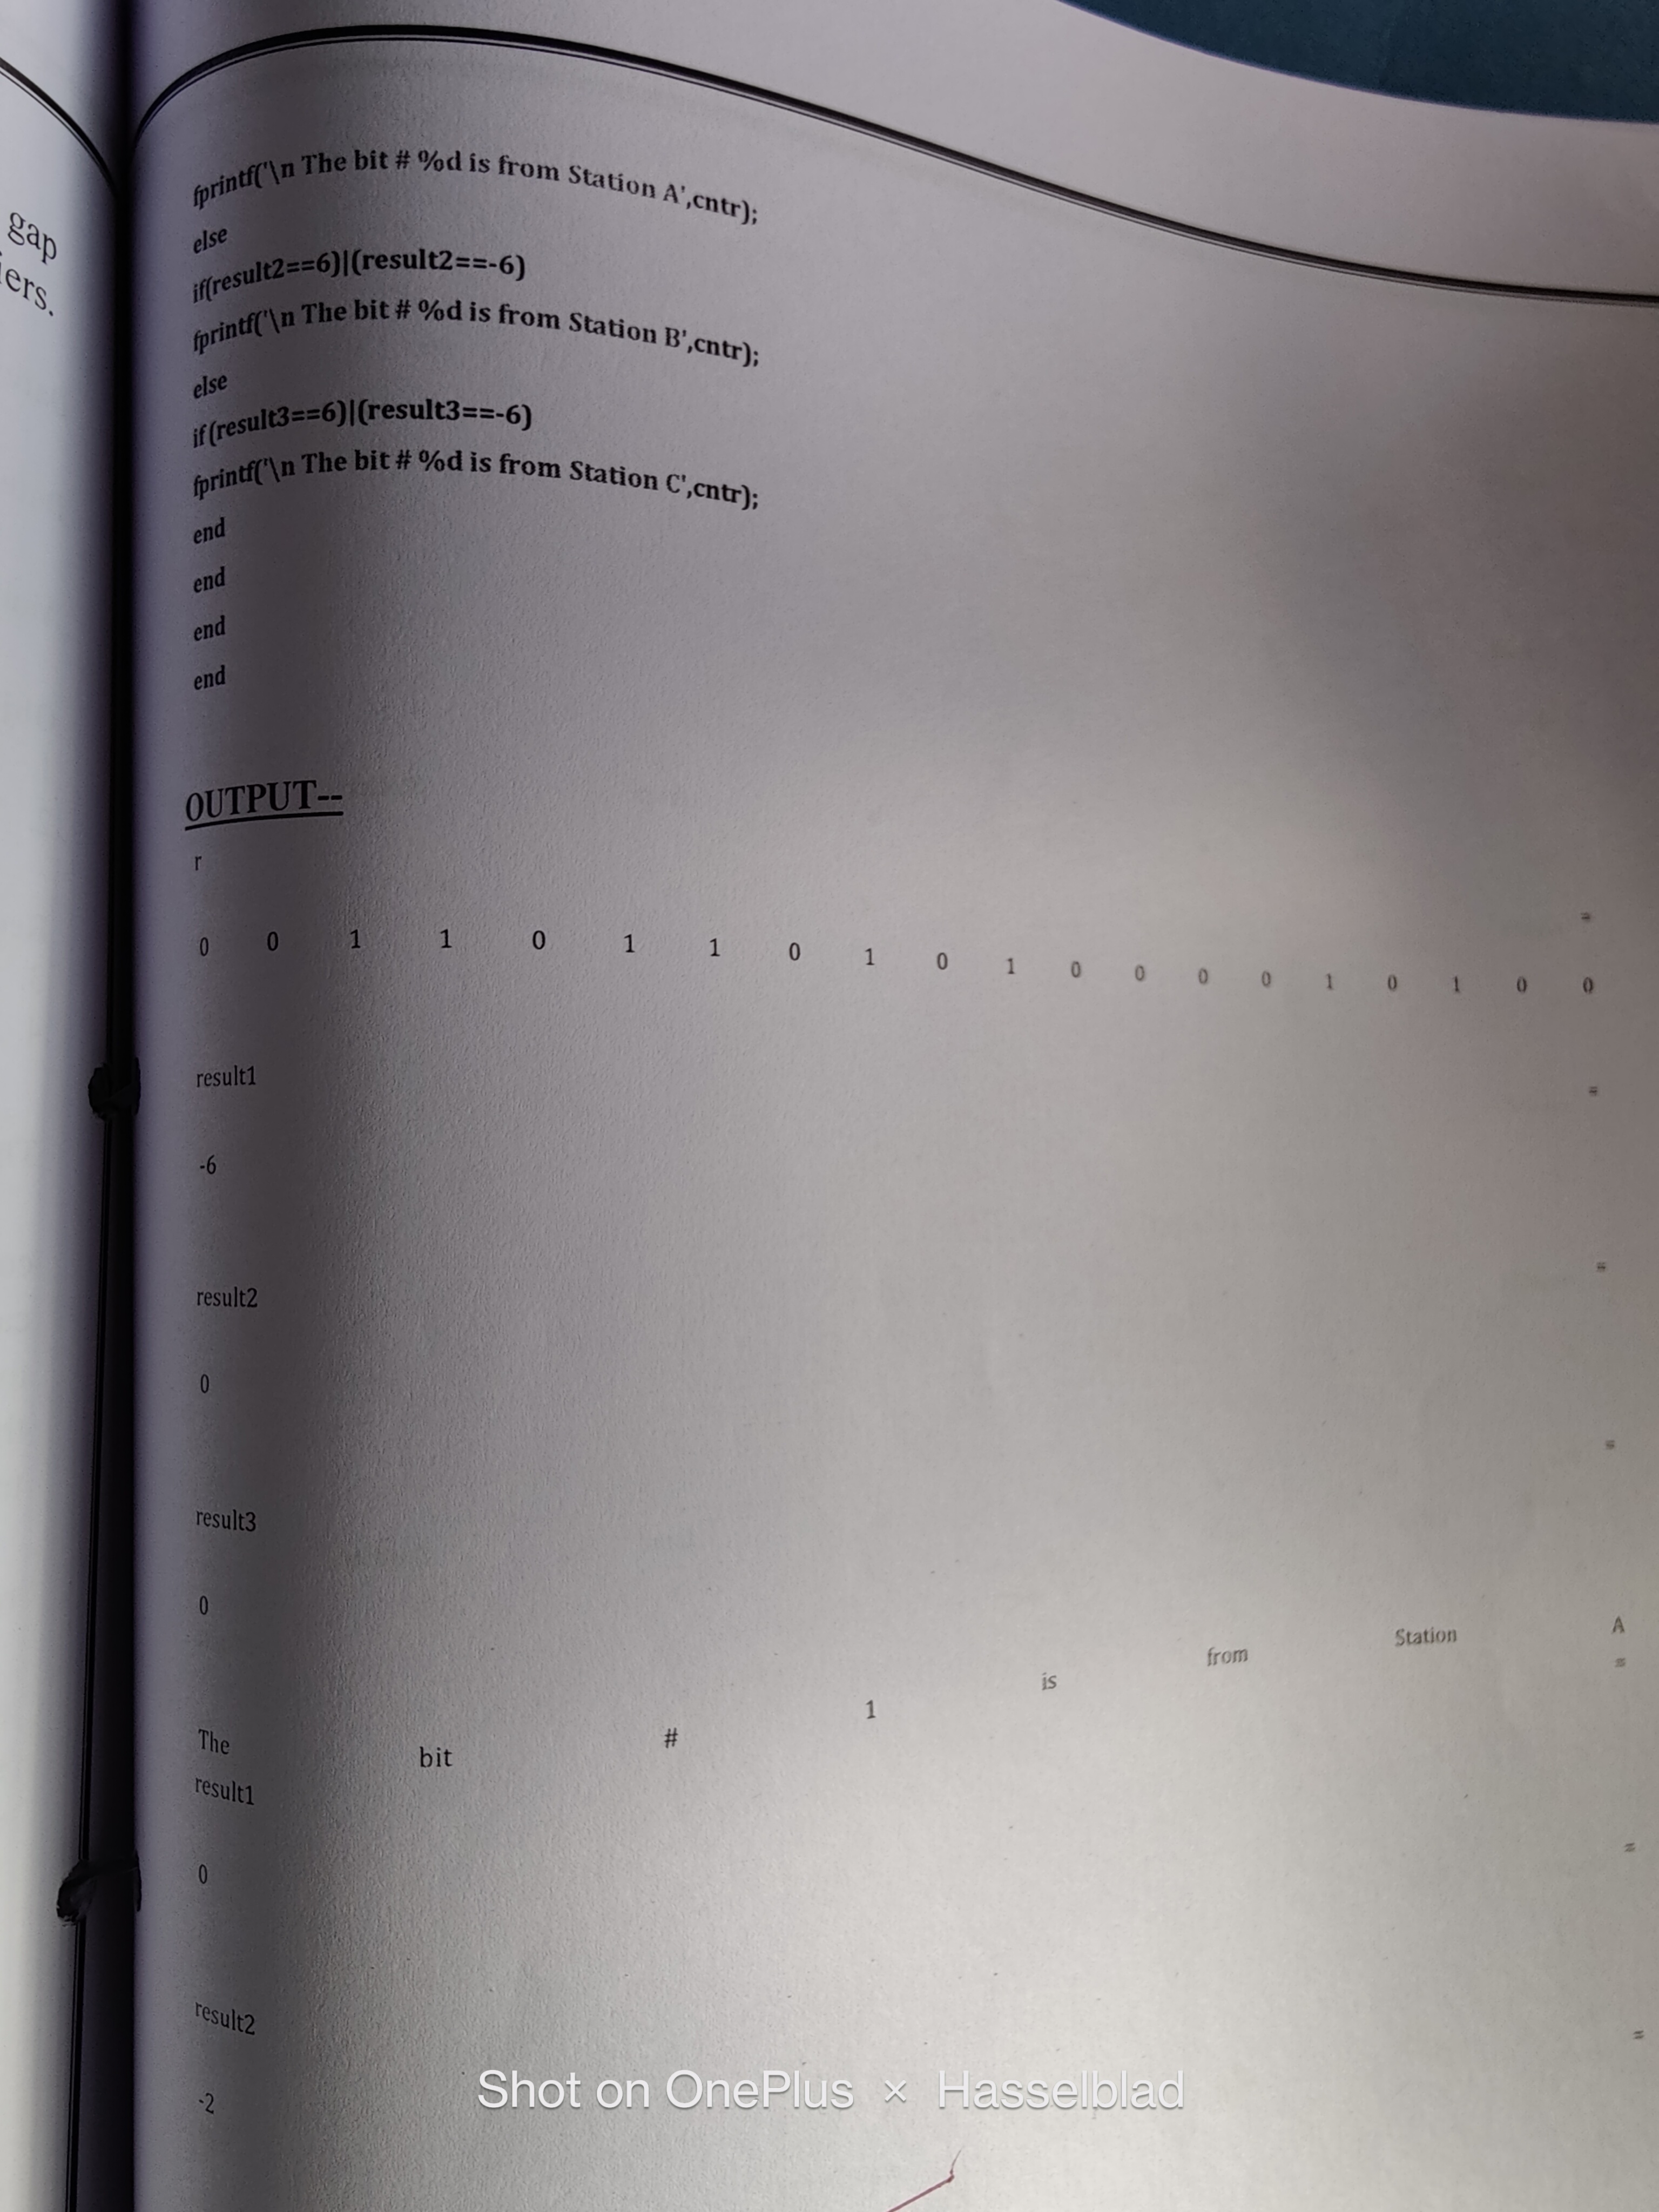 gap
iers.
fprintf('\n The bit # %d is from Station A',cntr);
else
if(result2==6)|(result2==-6)
fprintf('\n The bit # %d is from Station B',cntr);
else
if(result3==6)|(result3==-6)
fprintf('\n The bit # %d is from Station C',cntr);
end
end
end
end
OUTPUT--
r =
0 0 1 1 0 1 1 0 1 0 1 0 0 0 0 1 0 1 0 0
result1 =
-6
result2 =
0
result3 =
0
The bit # 1 is from Station A
result1 =
0
result2 =
-2
=
Shot on OnePlus × Hasselblad